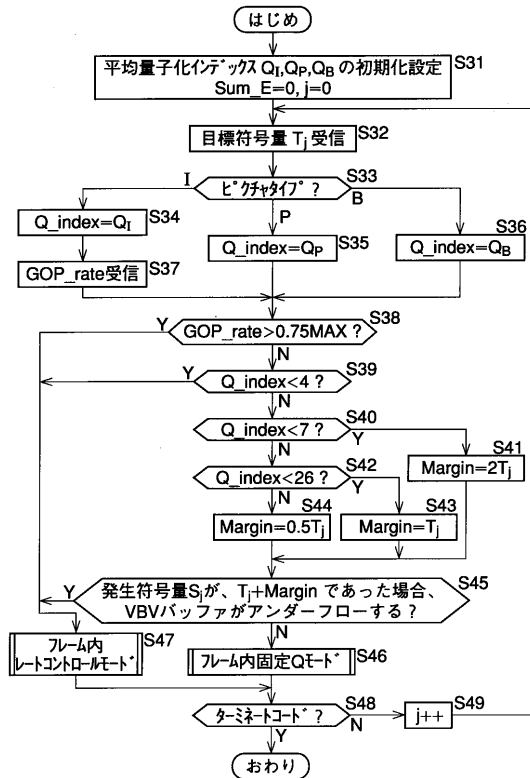 はじめ
平均量子化インデックス QI,QP,QB の初期化設定
Sum_E=0, j=0
S31
目標符号量 Tj 受信
S32
ピクチャタイプ ?
S33
I
P
B
Q_index=QI
S34
Q_index=QP
S35
Q_index=QB
S36
GOP_rate受信
S37
GOP_rate>0.75MAX ?
S38
Y
N
Q_index<4 ?
S39
Y
N
Q_index<7 ?
S40
Y
N
Margin=2Tj
S41
Q_index<26 ?
S42
Y
N
Margin=Tj
S43
Margin=0.5Tj
S44
発生符号量Sjが、Tj+Margin であった場合、
VBVバッファがアンダーフローする ?
S45
Y
N
フレーム内
レートコントロールモード
S47
フレーム内固定Qモード
S46
ターミネートコード ?
S48
N
Y
j++
S49
おわり